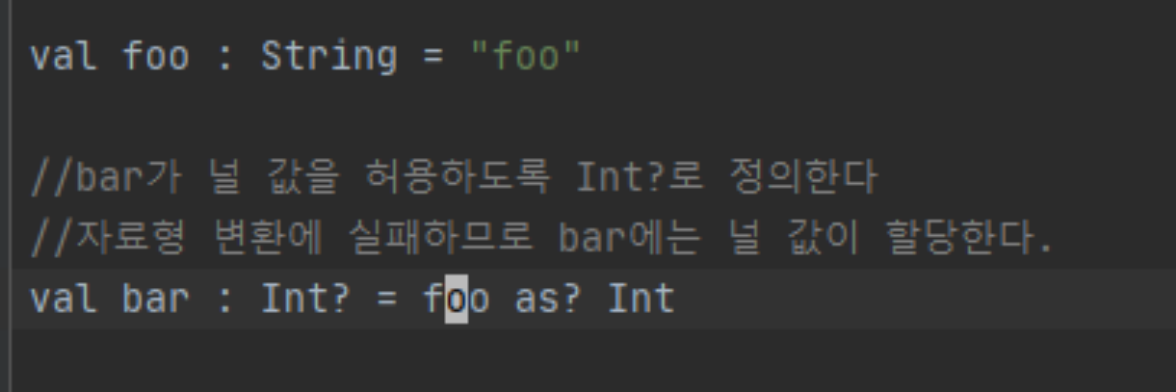 val foo : String = "foo"
//bar가 널 값을 허용하도록 Int?로 정의한다
//자료형 변환에 실패하므로 bar에는 널 값이 할당한다.
val bar : Int? = foo as? Int